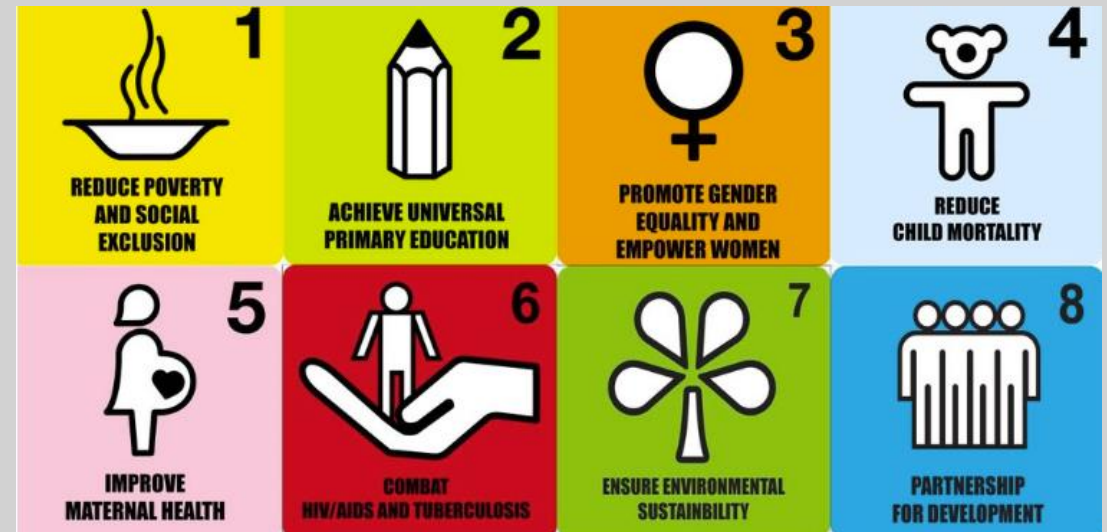 1
REDUCE POVERTY
AND SOCIAL
EXCLUSION
2
ACHIEVE UNIVERSAL
PRIMARY EDUCATION
3
PROMOTE GENDER
EQUALITY AND
EMPOWER WOMEN
4
REDUCE
CHILD MORTALITY
5
IMPROVE
MATERNAL HEALTH
6
COMBAT
HIV/AIDS AND TUBERCULOSIS
7
ENSURE ENVIRONMENTAL
SUSTAINBILITY
8
PARTNERSHIP
FOR DEVELOPMENT